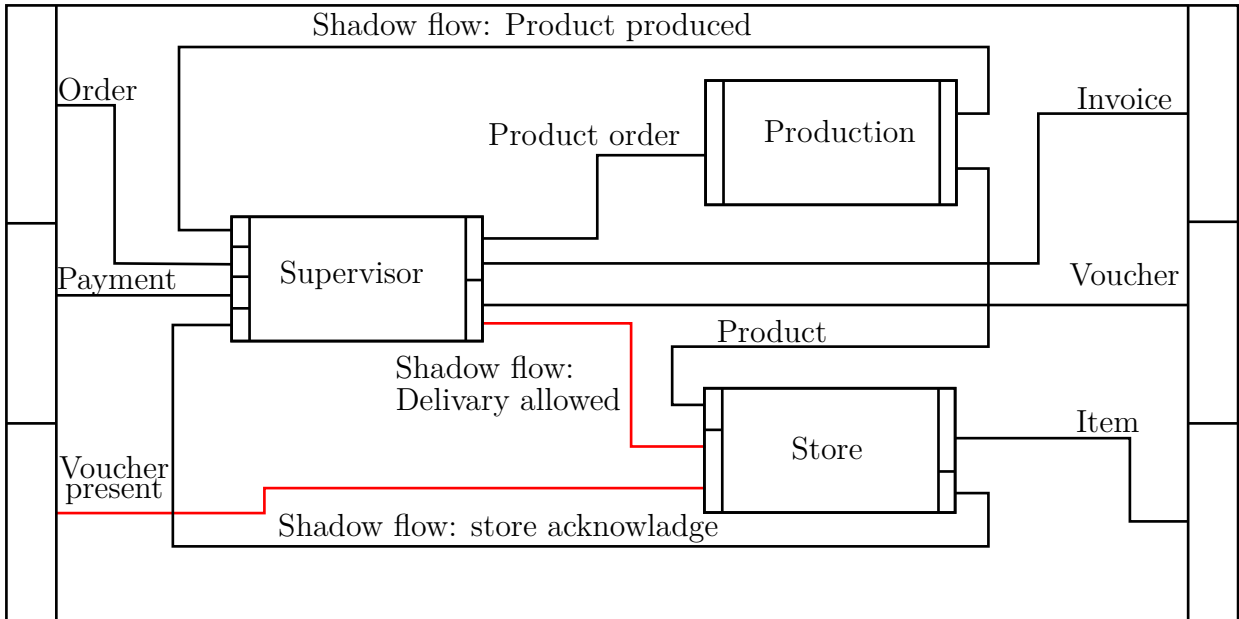 Shadow flow: Product produced
Order
Invoice
Product order
Production
Payment
Supervisor
Voucher
Product
Shadow flow:
Delivary allowed
Item
Store
Voucher
present
Shadow flow: store acknowladge